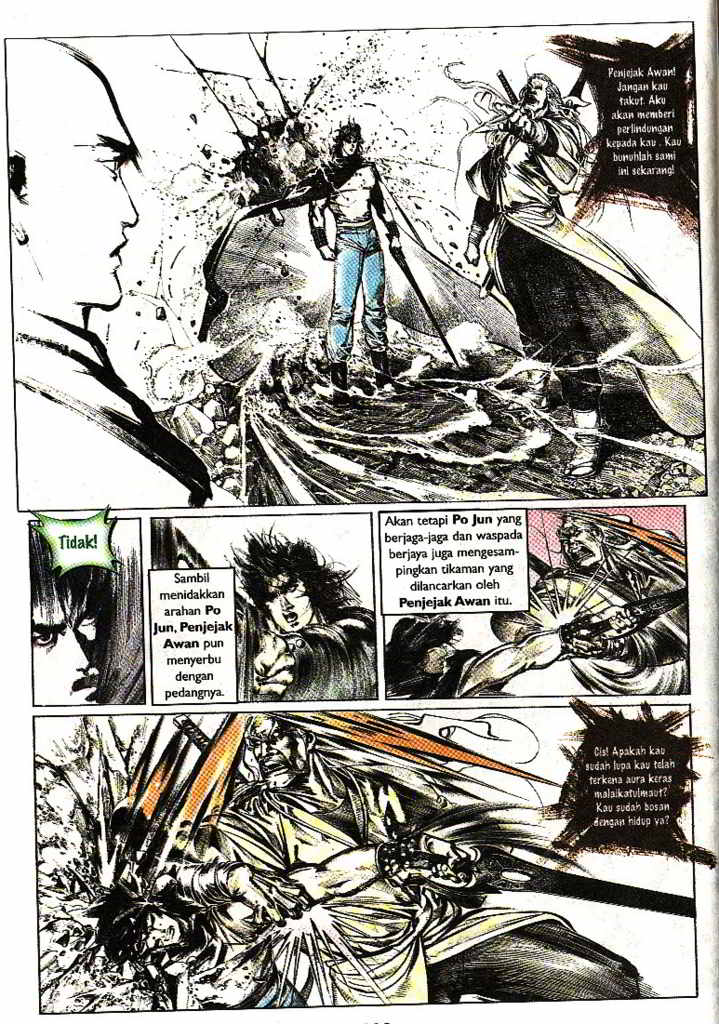 Penjejak Awan!
Jangan kau
takut. Aku
akan memberi
perlindungan
kepada kau . Kau
bunuhlah sami
ini sekarang!
Tidak!
Sambil
menidakkan
arahan Po
Jun, Penjejak
Awan pun
menyerbu
dengan
pedangnya.
Akan tetapi Po Jun yang
berjaga-jaga dan waspada
berjaya juga mengesam-
pingkan tikaman yang
dilancarkan oleh
Penjejak Awan itu.
Cis! Apakah kau
sudah lupa kau telah
terkena aura keras
malaikatulmaut?
Kau sudah bosan
dengan hidup ya?